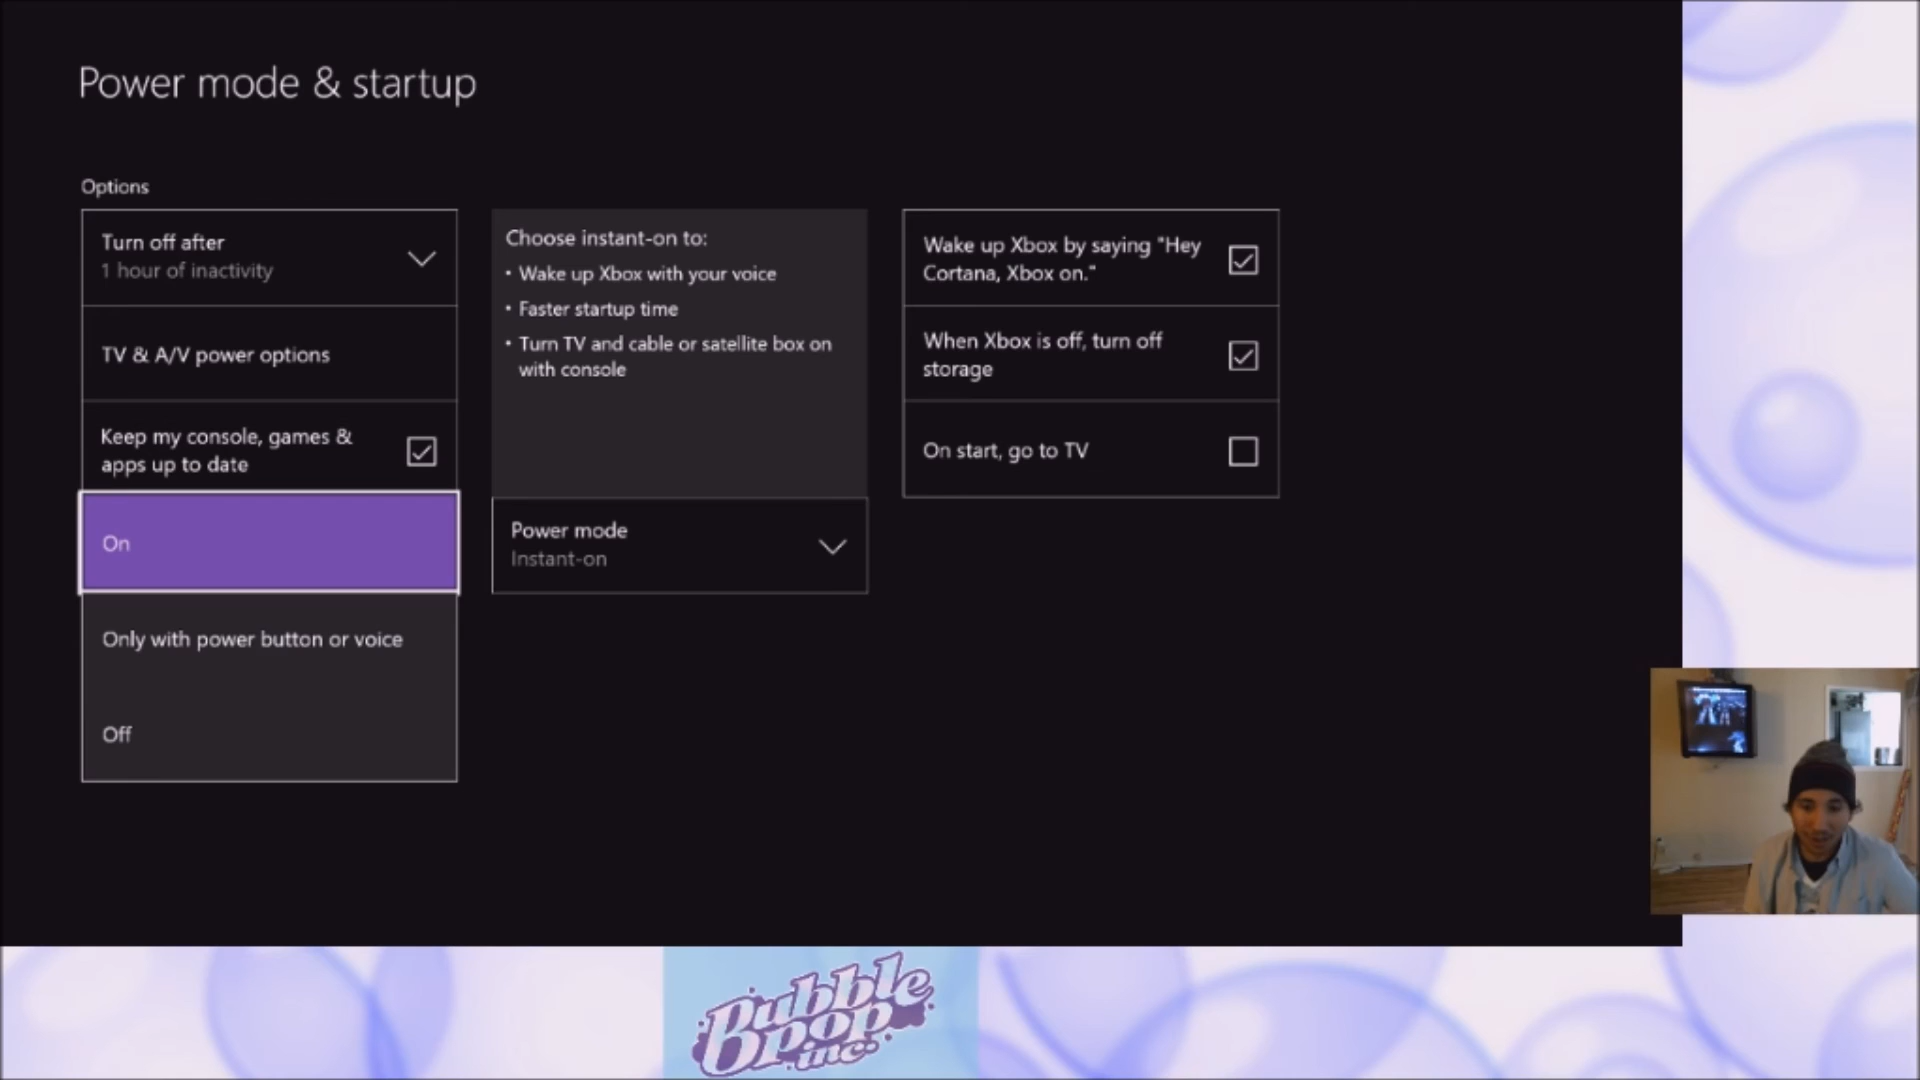 Power mode & startup
Options
Turn off after
1 hour of inactivity
TV & A/V power options
Keep my console, games &
apps up to date
On
Only with power button or voice
Off
Choose instant-on to:
• Wake up Xbox with your voice
• Faster startup time
• Turn TV and cable or satellite box on
with console
Power mode
Instant-on
Wake up Xbox by saying "Hey
Cortana, Xbox on."
When Xbox is off, turn off
storage
On start, go to TV
Bubble
Pop
inc.